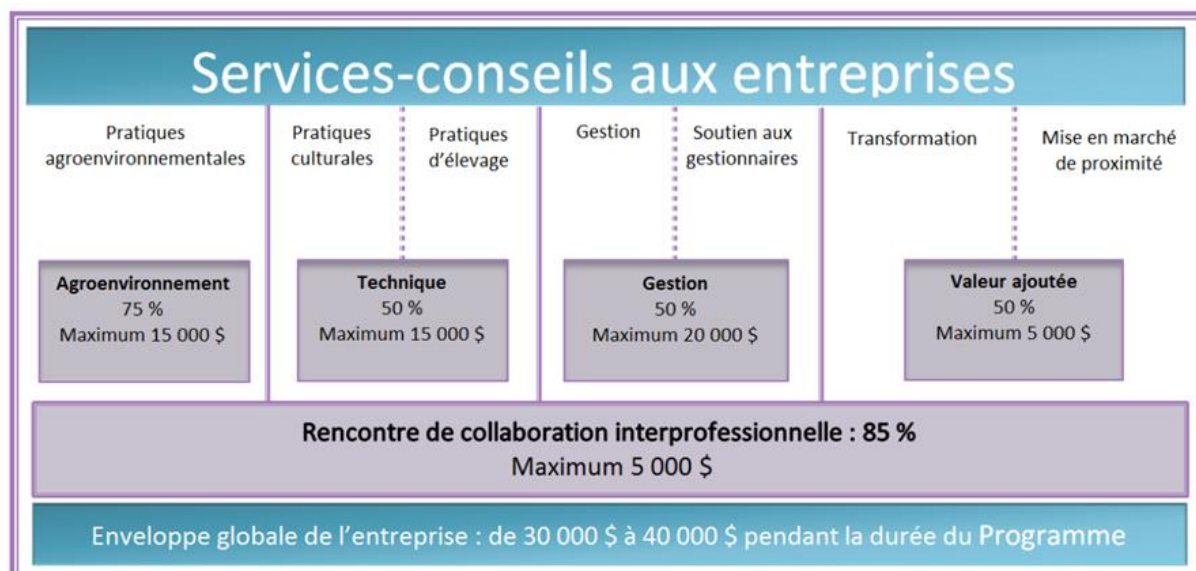 Services-conseils aux entreprises
Pratiques
agroenvironnementales
Pratiques
culturales
Pratiques
d'élevage
Gestion
Soutien aux
gestionnaires
Transformation
Mise en marché
de proximité
Agroenvironnement
75 %
Maximum 15 000 $
Technique
50 %
Maximum 15 000 $
Gestion
50 %
Maximum 20 000 $
Valeur ajoutée
50 %
Maximum 5 000 $
Rencontre de collaboration interprofessionnelle : 85 %
Maximum 5 000 $
Enveloppe globale de l'entreprise : de 30 000 $ à 40 000 $ pendant la durée du Programme